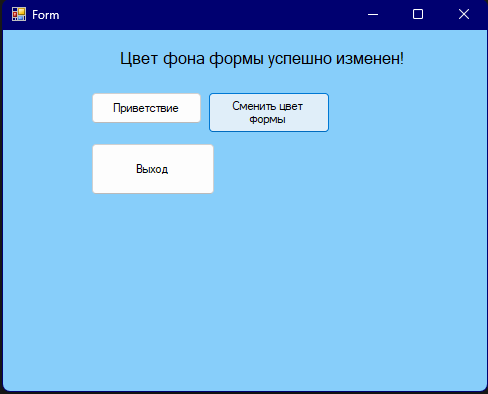 Form
Цвет фона формы успешно изменен!
Приветствие
Сменить цвет
формы
Выход